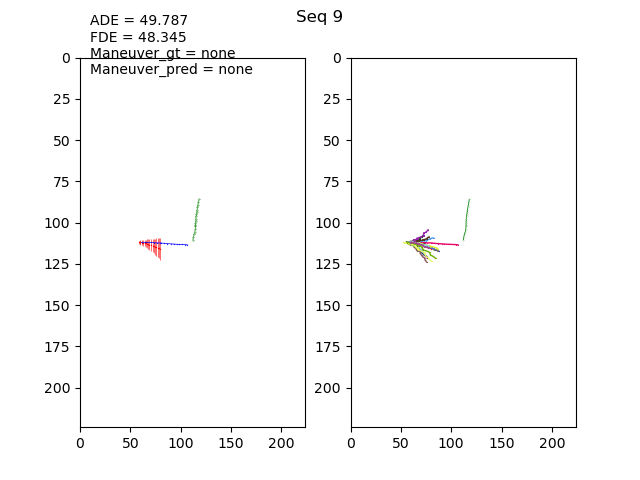 Seq 9
ADE = 49.787
FDE = 48.345
Maneuver_gt = none
Maneuver_pred = none
0
25
50
75
100
125
150
175
200
0 50 100 150 200
0
25
50
75
100
125
150
175
200
0 50 100 150 200